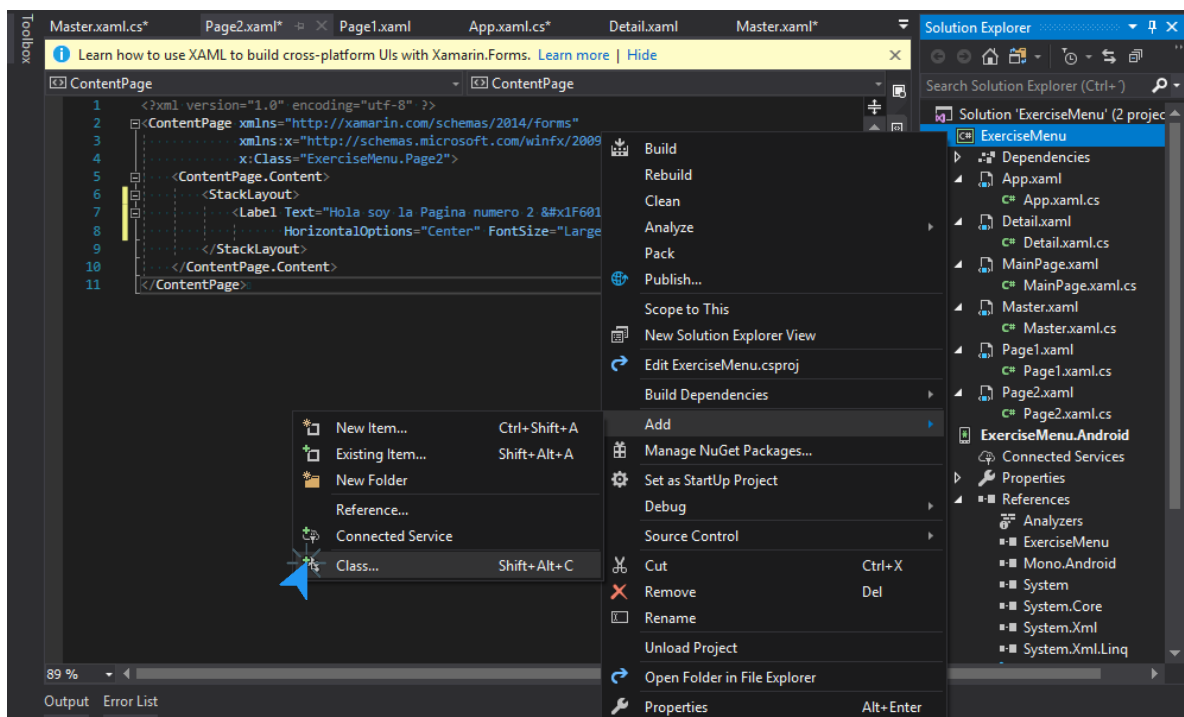 Toolbox
Master.xaml.cs*
Page2.xaml*
Page1.xaml
App.xaml.cs*
Detail.xaml
Master.xaml*
Learn how to use XAML to build cross-platform UIs with Xamarin.Forms. Learn more | Hide
ContentPage
ContentPage
1 <?xml version="1.0" encoding="utf-8" ?>
2 <ContentPage xmlns="http://xamarin.com/schemas/2014/forms"
3 xmlns:x="http://schemas.microsoft.com/winfx/2009
4 x:Class="ExerciseMenu.Page2">
5 <ContentPage.Content>
6 <StackLayout>
7 <Label Text="Hola soy la Pagina numero 2 &#x1F601
8 HorizontalOptions="Center" FontSize="Large
9 </StackLayout>
10 </ContentPage.Content>
11 </ContentPage>
89 %
Output Error List
New Item... Ctrl+Shift+A
Existing Item... Shift+Alt+A
New Folder
Reference...
Connected Service
Class... Shift+Alt+C
Build
Rebuild
Clean
Analyze
Pack
Publish...
Scope to This
New Solution Explorer View
Edit ExerciseMenu.csproj
Build Dependencies
Add
Manage NuGet Packages...
Set as StartUp Project
Debug
Source Control
Cut Ctrl+X
Remove Del
Rename
Unload Project
Open Folder in File Explorer
Properties Alt+Enter
Solution Explorer
Search Solution Explorer (Ctrl+´)
Solution 'ExerciseMenu' (2 projec
C# ExerciseMenu
Dependencies
App.xaml
C# App.xaml.cs
Detail.xaml
C# Detail.xaml.cs
MainPage.xaml
C# MainPage.xaml.cs
Master.xaml
C# Master.xaml.cs
Page1.xaml
C# Page1.xaml.cs
Page2.xaml
C# Page2.xaml.cs
ExerciseMenu.Android
Connected Services
Properties
References
Analyzers
ExerciseMenu
Mono.Android
System
System.Core
System.Xml
System.Xml.Linq